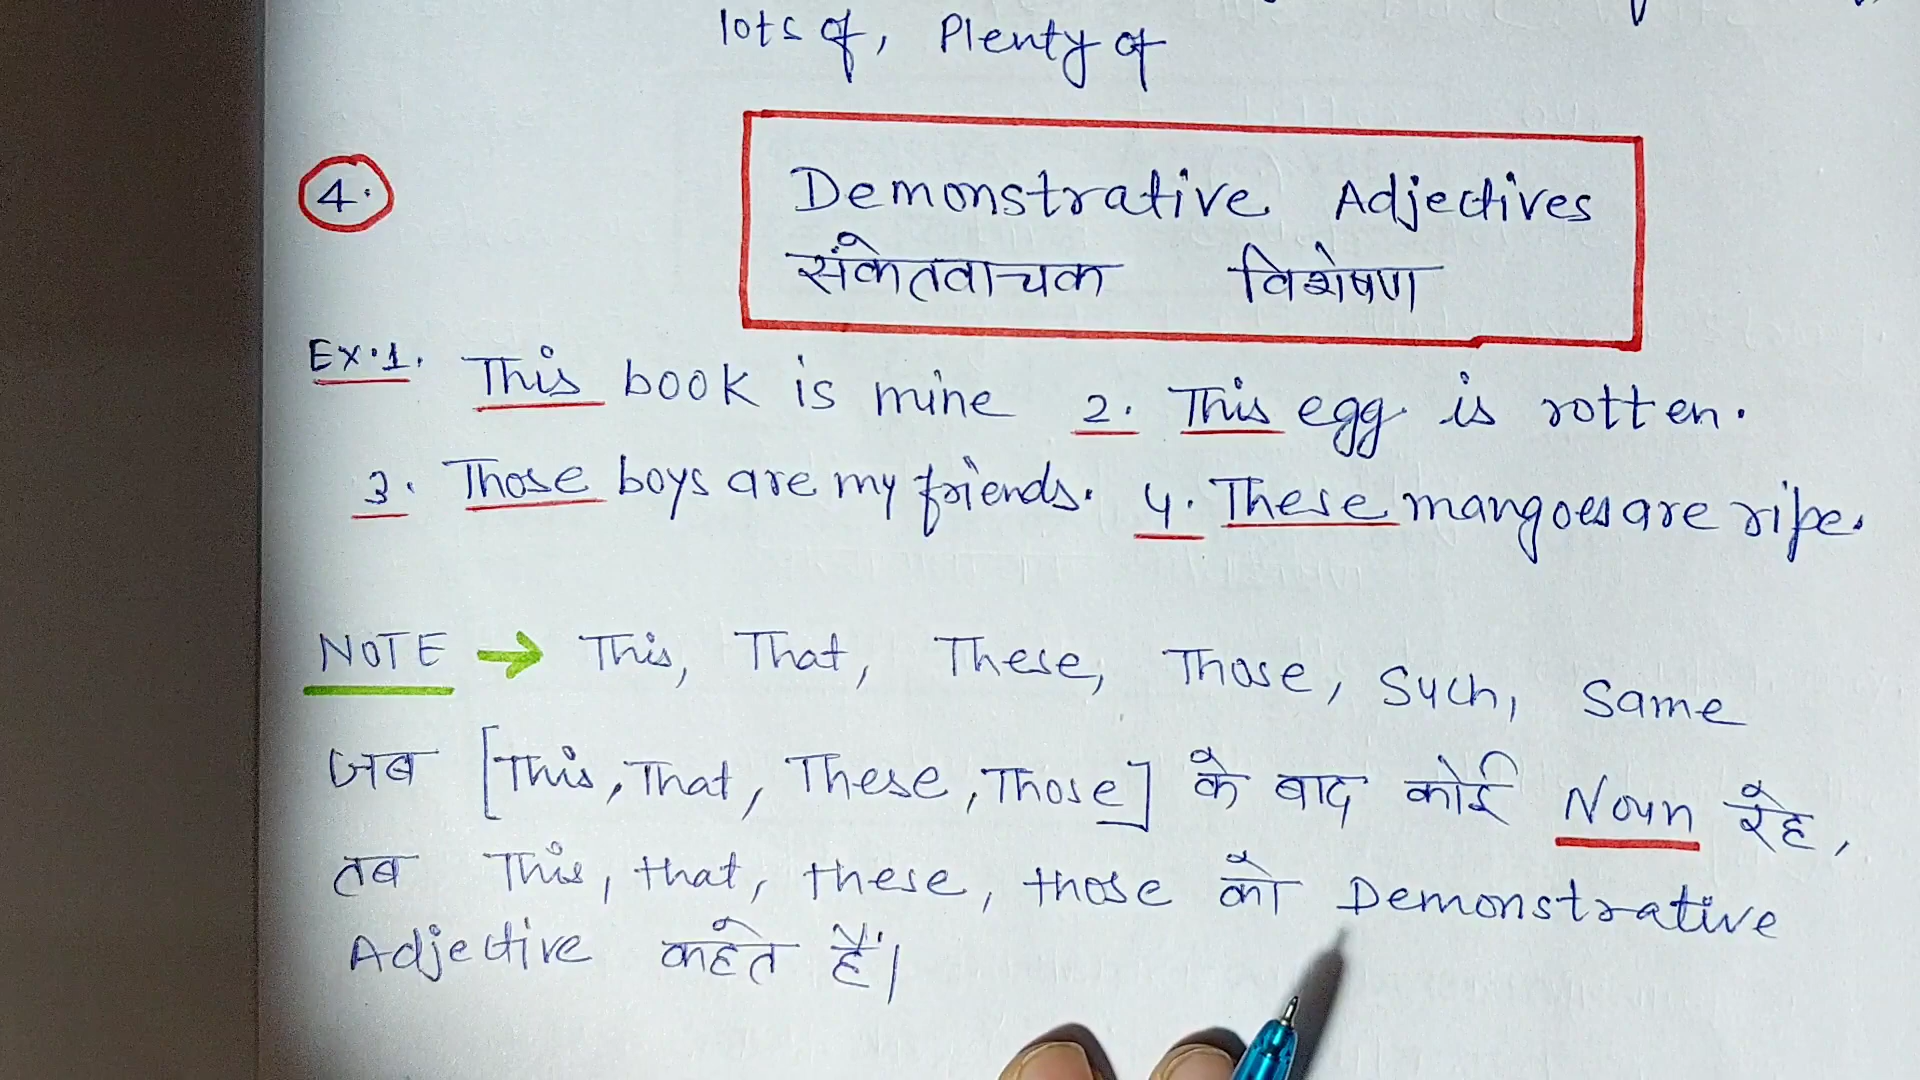 lots of, Plenty of
4.
Demonstrative Adjectives
संकेतवाचक विशेषण
Ex.1. This book is mine 2. This egg is rotten.
3. Those boys are my friends. 4. These mangoes are ripe.
NOTE → This, That, These, Those, Such, Same
जब [This, That, These, Those] के बाद कोई Noun रहे,
तब This, that, these, those को Demonstrative
Adjective कहते हैं।